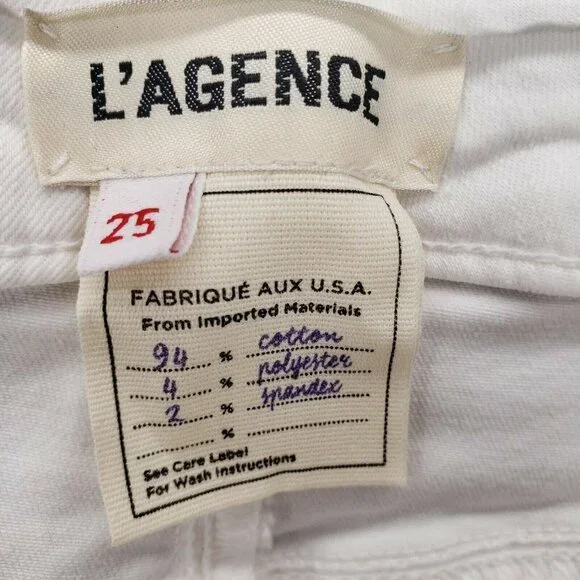 L'AGENCE
25
FABRIQUÉ AUX U.S.A.
From Imported Materials
94 % cotton
4 % polyester
2 % spandex
%
See Care Label
For Wash Instructions